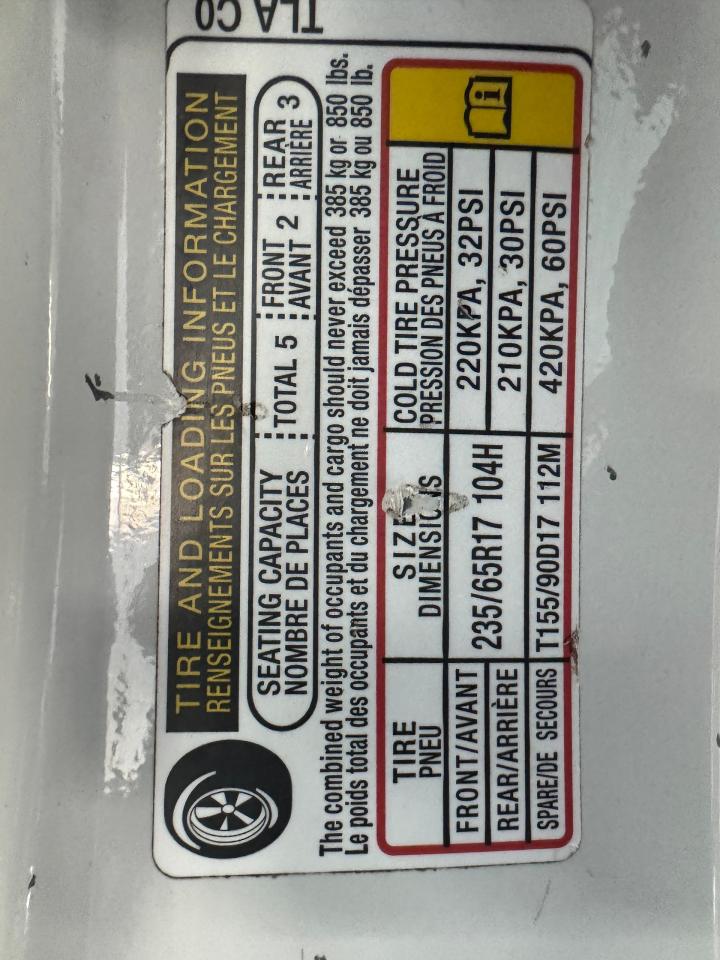 TLA C0
TIRE AND LOADING INFORMATION
RENSEIGNEMENTS SUR LES PNEUS ET LE CHARGEMENT
SEATING CAPACITY
NOMBRE DE PLACES
TOTAL 5
FRONT
AVANT 2
REAR
ARRIÈRE 3
The combined weight of occupants and cargo should never exceed 385 kg or 850 lbs.
Le poids total des occupants et du chargement ne doit jamais dépasser 385 kg ou 850 lb.
TIRE
PNEU
SIZE
DIMENSIONS
COLD TIRE PRESSURE
PRESSION DES PNEUS À FROID
FRONT/AVANT
235/65R17 104H
220KPA, 32PSI
REAR/ARRIÈRE
210KPA, 30PSI
SPARE/DE SECOURS
T155/90D17 112M
420KPA, 60PSI